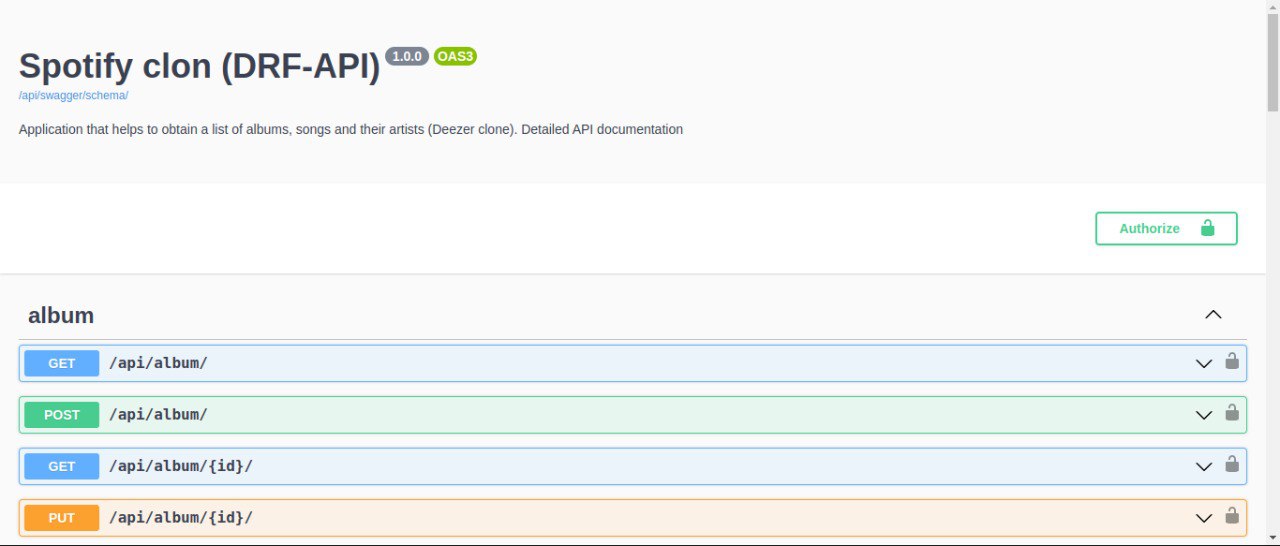 Spotify clon (DRF-API) 1.0.0 OAS3
/api/swagger/schema/
Application that helps to obtain a list of albums, songs and their artists (Deezer clone). Detailed API documentation
Authorize
album
GET /api/album/
POST /api/album/
GET /api/album/{id}/
PUT /api/album/{id}/